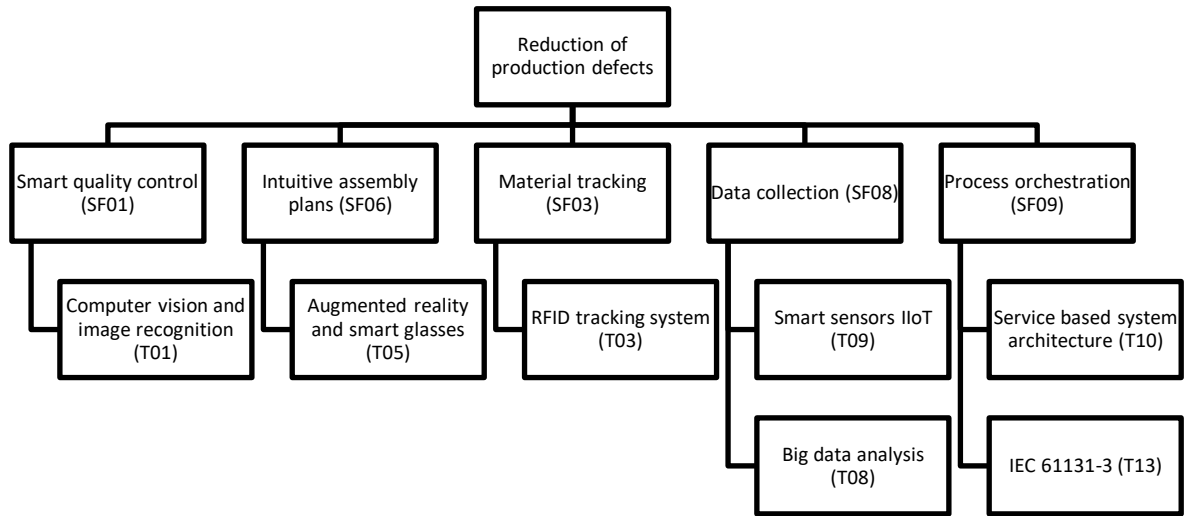 Reduction of
production defects
Smart quality control
(SF01)
Intuitive assembly
plans (SF06)
Material tracking
(SF03)
Data collection (SF08)
Process orchestration
(SF09)
Computer vision and
image recognition
(T01)
Augmented reality
and smart glasses
(T05)
RFID tracking system
(T03)
Smart sensors IIoT
(T09)
Service based system
architecture (T10)
Big data analysis
(T08)
IEC 61131-3 (T13)